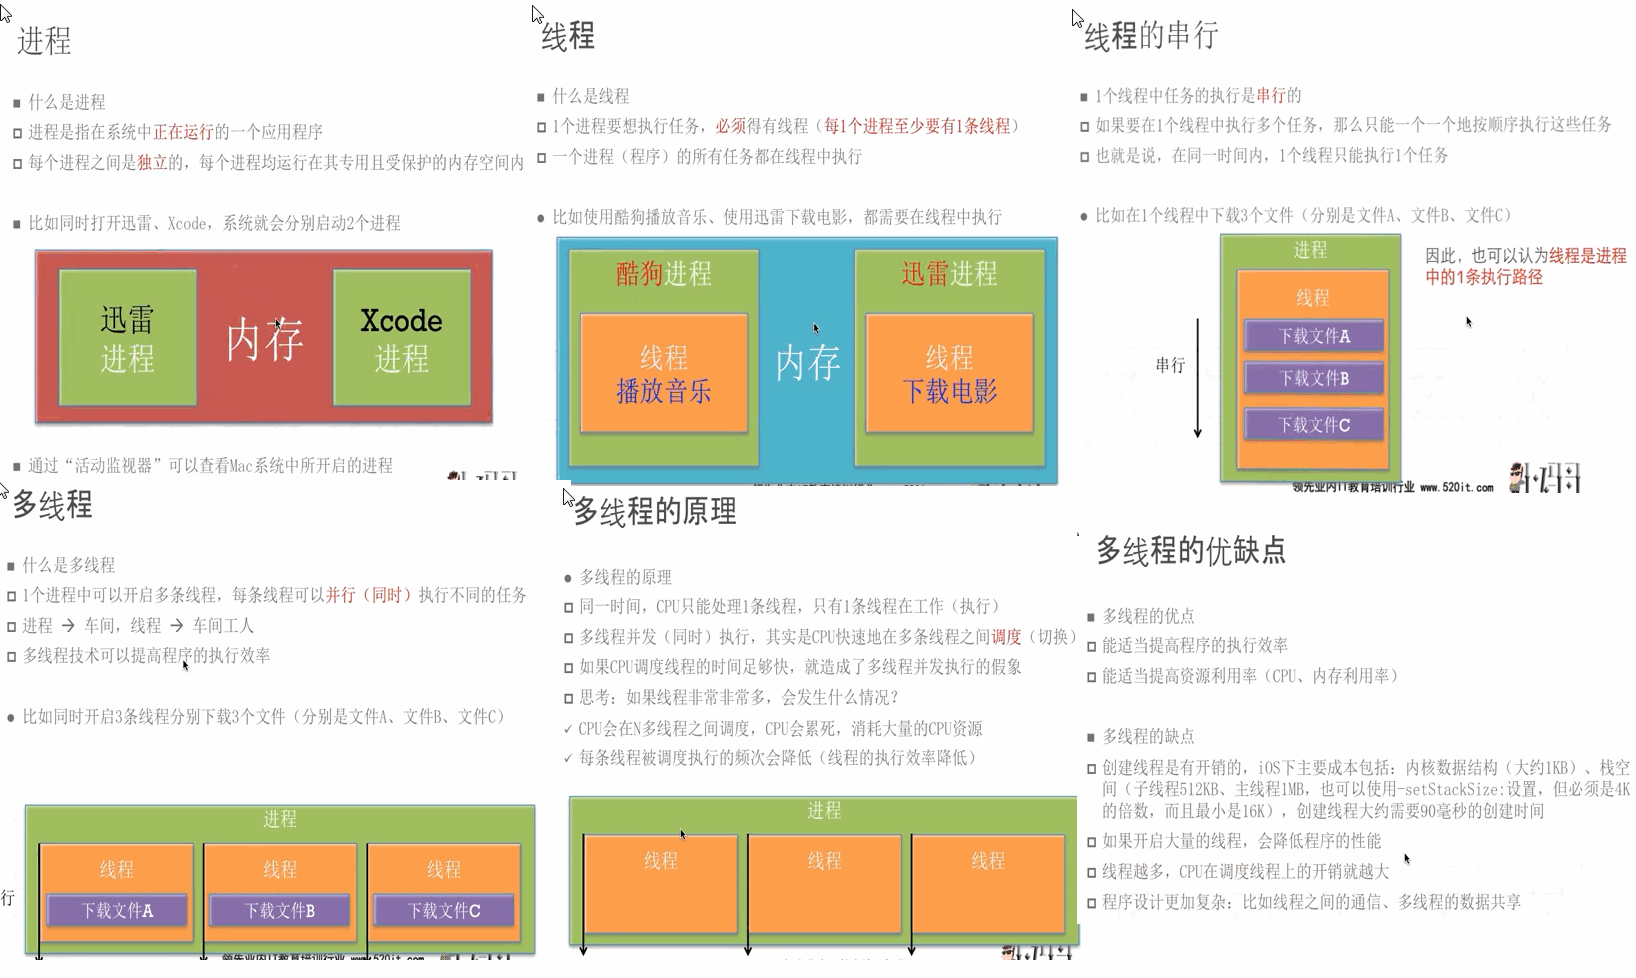 进程
■ 什么是进程
进程是指在系统中正在运行的一个应用程序
每个进程之间是独立的，每个进程均运行在其专用且受保护的内存空间内
■ 比如同时打开迅雷、Xcode，系统就会分别启动2个进程
迅雷
进程
内存
Xcode
进程
■ 通过“活动监视器”可以查看Mac系统中所开启的进程
线程
■ 什么是线程
1个进程要想执行任务，必须得有线程（每1个进程至少要有1条线程）
一个进程（程序）的所有任务都在线程中执行
● 比如使用酷狗播放音乐、使用迅雷下载电影，都需要在线程中执行
酷狗进程
线程
播放音乐
内存
迅雷进程
线程
下载电影
线程的串行
■ 1个线程中任务的执行是串行的
如果要在1个线程中执行多个任务，那么只能一个一个地按顺序执行这些任务
也就是说，在同一时间内，1个线程只能执行1个任务
● 比如在1个线程中下载3个文件（分别是文件A、文件B、文件C）
串行
进程
线程
下载文件A
下载文件B
下载文件C
因此，也可以认为线程是进程
中的1条执行路径
领先业内IT教育培训行业 www.520it.com
多线程
■ 什么是多线程
1个进程中可以开启多条线程，每条线程可以并行（同时）执行不同的任务
进程 → 车间，线程 → 车间工人
多线程技术可以提高程序的执行效率
● 比如同时开启3条线程分别下载3个文件（分别是文件A、文件B、文件C）
行
进程
线程
下载文件A
线程
下载文件B
线程
下载文件C
多线程的原理
● 多线程的原理
同一时间，CPU只能处理1条线程，只有1条线程在工作（执行）
多线程并发（同时）执行，其实是CPU快速地在多条线程之间调度（切换）
如果CPU调度线程的时间足够快，就造成了多线程并发执行的假象
思考：如果线程非常非常多，会发生什么情况？
✓ CPU会在N多线程之间调度，CPU会累死，消耗大量的CPU资源
✓ 每条线程被调度执行的频次会降低（线程的执行效率降低）
进程
线程
线程
线程
多线程的优缺点
■ 多线程的优点
能适当提高程序的执行效率
能适当提高资源利用率（CPU、内存利用率）
■ 多线程的缺点
创建线程是有开销的，iOS下主要成本包括：内核数据结构（大约1KB）、栈空
间（子线程512KB、主线程1MB，也可以使用-setStackSize:设置，但必须是4K
的倍数，而且最小是16K），创建线程大约需要90毫秒的创建时间
如果开启大量的线程，会降低程序的性能
线程越多，CPU在调度线程上的开销就越大
程序设计更加复杂：比如线程之间的通信、多线程的数据共享